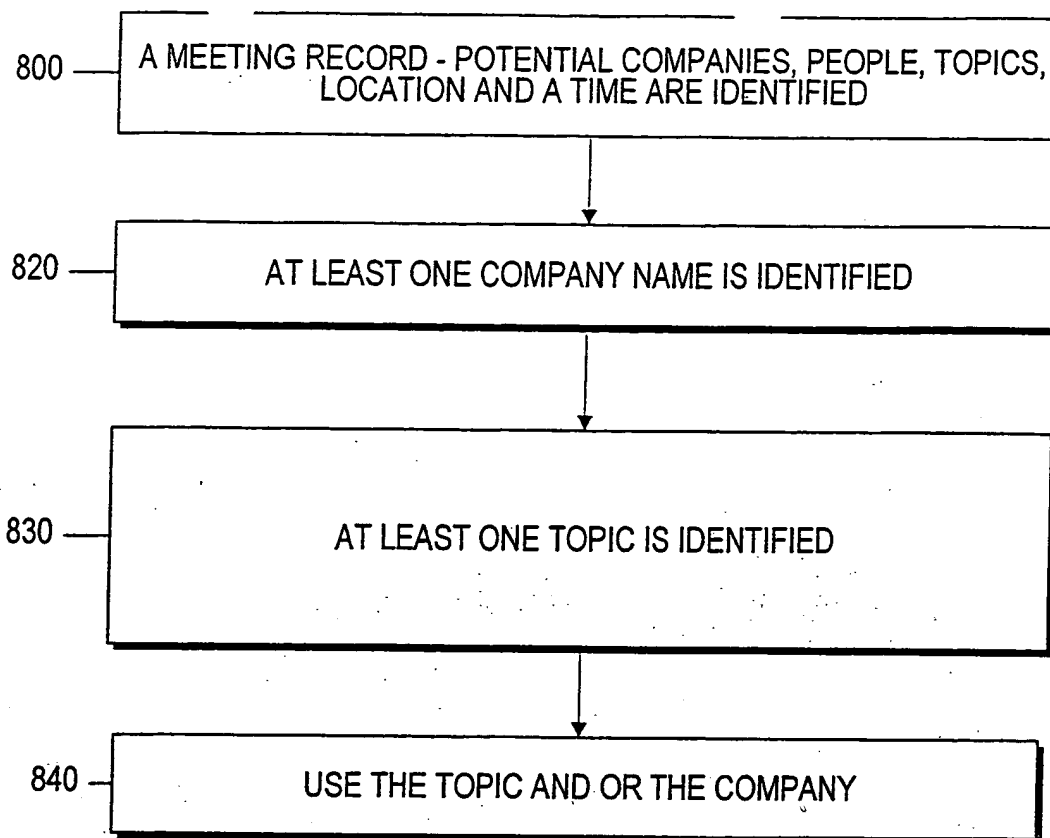 800
A MEETING RECORD - POTENTIAL COMPANIES, PEOPLE, TOPICS,
LOCATION AND A TIME ARE IDENTIFIED
820
AT LEAST ONE COMPANY NAME IS IDENTIFIED
830
AT LEAST ONE TOPIC IS IDENTIFIED
840
USE THE TOPIC AND OR THE COMPANY